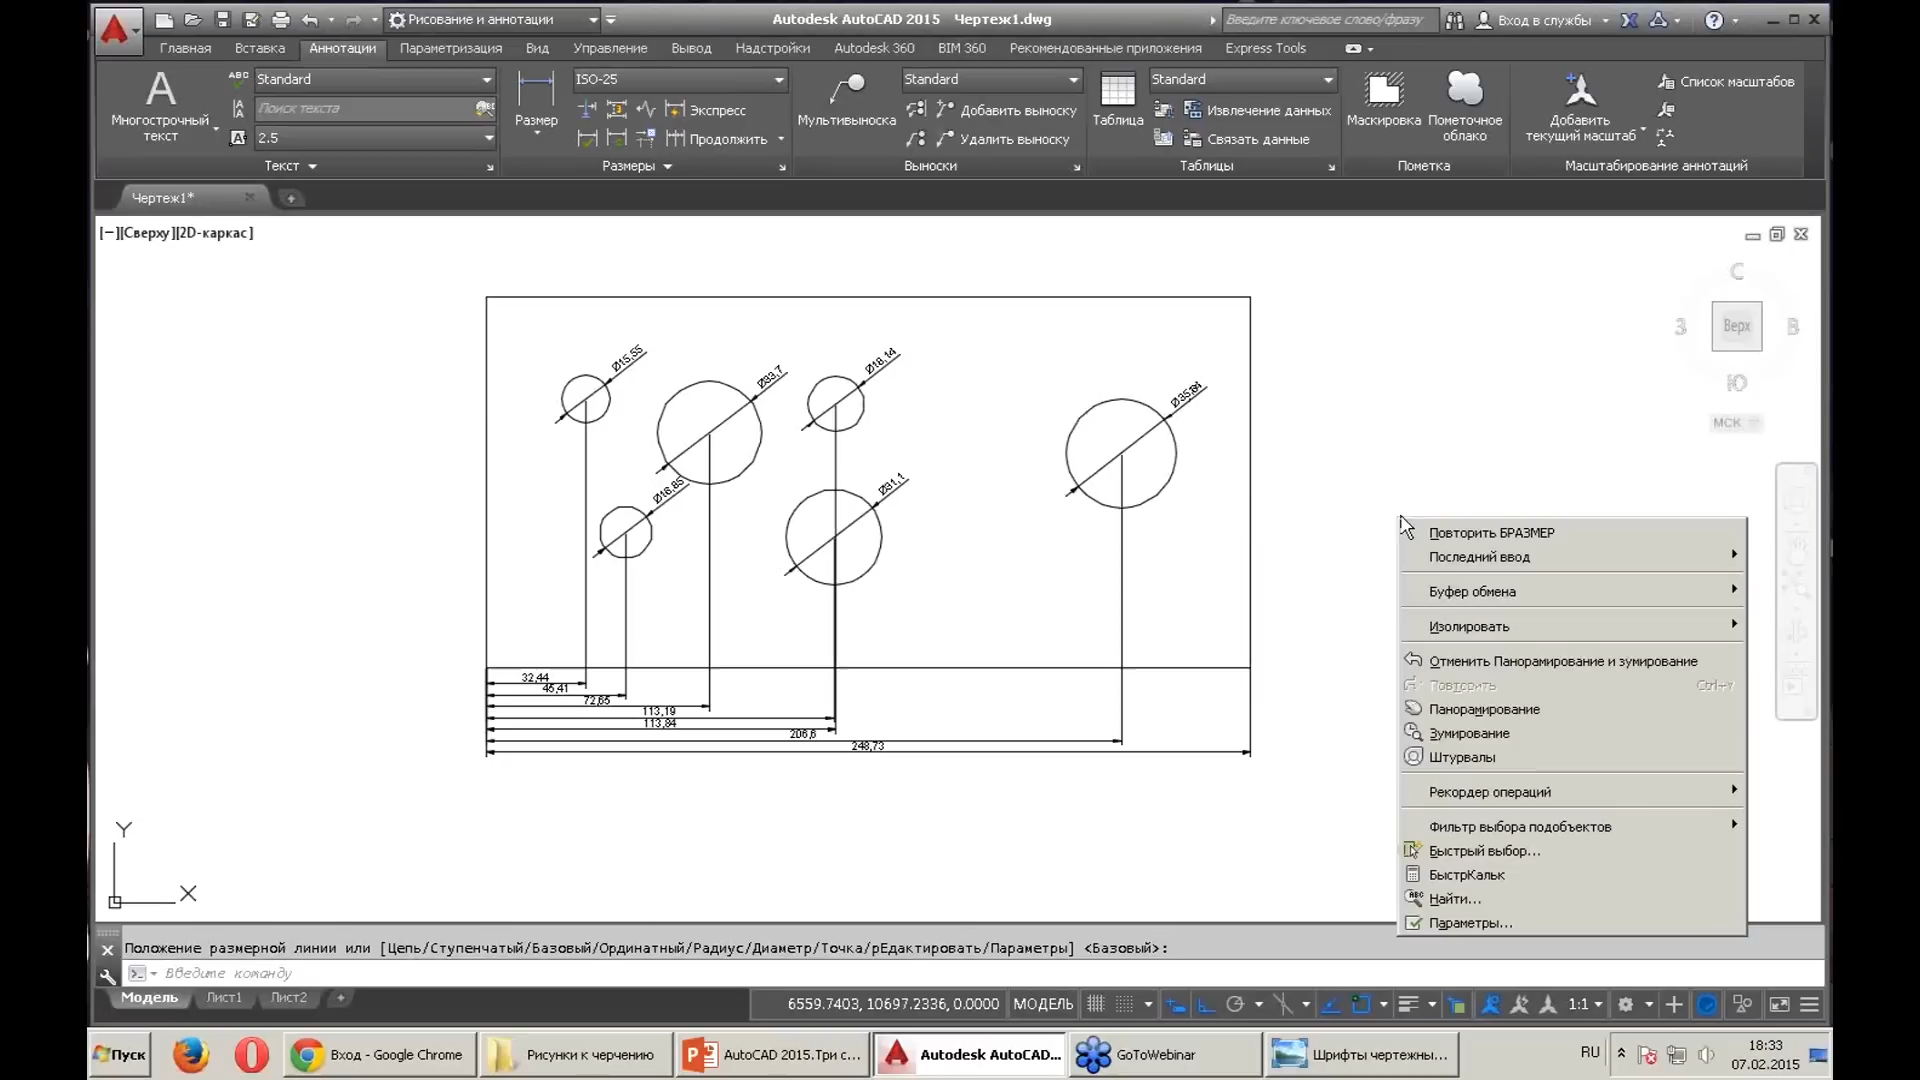 Рисование и аннотации
Autodesk AutoCAD 2015 Чертеж1.dwg
Введите ключевое слово/фразу
Вход в службы
Главная Вставка Аннотации Параметризация Вид Управление Вывод Надстройки Autodesk 360 BIM 360 Рекомендованные приложения Express Tools
Многострочный текст
Standard
Поиск текста
2.5
Текст
Размер
ISO-25
Экспресс
Продолжить
Размеры
Мультивыноска
Standard
Добавить выноску
Удалить выноску
Выноски
Таблица
Standard
Извлечение данных
Связать данные
Таблицы
Маскировка
Пометочное облако
Пометка
Добавить текущий масштаб
Список масштабов
Масштабирование аннотаций
Чертеж1*
[−][Сверху][2D-каркас]
С
З Верх В
Ю
МСК
Ø15,55
Ø33,7
Ø18,14
Ø35,84
Ø16,85
Ø31,1
32,44
45,41
72,65
113,19
113,84
206,6
248,73
Y
X
Повторить БРАЗМЕР
Последний ввод
Буфер обмена
Изолировать
Отменить Панорамирование и зумирование
Повторить Ctrl+Y
Панорамирование
Зумирование
Штурвалы
Рекордер операций
Фильтр выбора подобъектов
Быстрый выбор...
БыстрКальк
Найти...
Параметры...
Положение размерной линии или [Цепь/Ступенчатый/Базовый/Ординатный/Радиус/Диаметр/Точка/рЕдактировать/Параметры] <Базовый>:
Введите команду
Модель Лист1 Лист2
6559.7403, 10697.2336, 0.0000 МОДЕЛЬ 1:1
Пуск
Вход - Google Chrome
Рисунки к черчению
AutoCAD 2015.Три с...
Autodesk AutoCAD...
GoToWebinar
Шрифты чертежны...
RU
18:33
07.02.2015